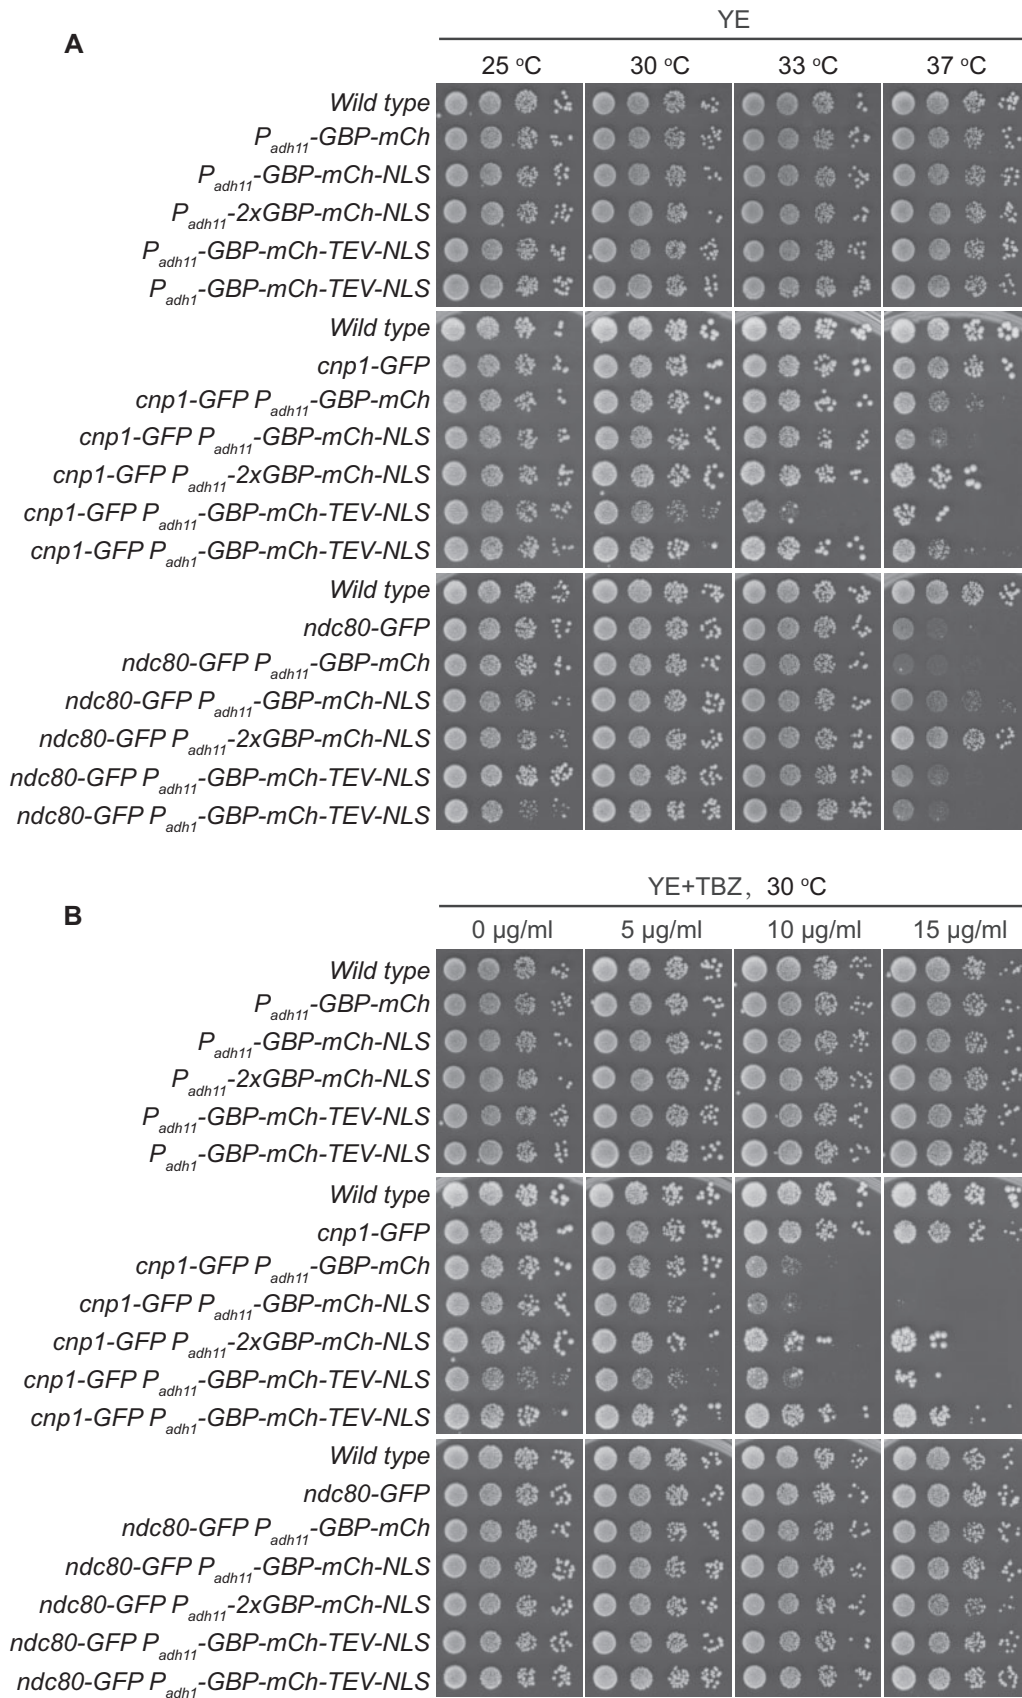 A
YE
25 °C 30 °C 33 °C 37 °C
Wild type
Padh11-GBP-mCh
Padh11-GBP-mCh-NLS
Padh11-2xGBP-mCh-NLS
Padh11-GBP-mCh-TEV-NLS
Padh1-GBP-mCh-TEV-NLS
Wild type
cnp1-GFP
cnp1-GFP Padh11-GBP-mCh
cnp1-GFP Padh11-GBP-mCh-NLS
cnp1-GFP Padh11-2xGBP-mCh-NLS
cnp1-GFP Padh11-GBP-mCh-TEV-NLS
cnp1-GFP Padh1-GBP-mCh-TEV-NLS
Wild type
ndc80-GFP
ndc80-GFP Padh11-GBP-mCh
ndc80-GFP Padh11-GBP-mCh-NLS
ndc80-GFP Padh11-2xGBP-mCh-NLS
ndc80-GFP Padh11-GBP-mCh-TEV-NLS
ndc80-GFP Padh1-GBP-mCh-TEV-NLS
B
YE+TBZ, 30 °C
0 µg/ml 5 µg/ml 10 µg/ml 15 µg/ml
Wild type
Padh11-GBP-mCh
Padh11-GBP-mCh-NLS
Padh11-2xGBP-mCh-NLS
Padh11-GBP-mCh-TEV-NLS
Padh1-GBP-mCh-TEV-NLS
Wild type
cnp1-GFP
cnp1-GFP Padh11-GBP-mCh
cnp1-GFP Padh11-GBP-mCh-NLS
cnp1-GFP Padh11-2xGBP-mCh-NLS
cnp1-GFP Padh11-GBP-mCh-TEV-NLS
cnp1-GFP Padh1-GBP-mCh-TEV-NLS
Wild type
ndc80-GFP
ndc80-GFP Padh11-GBP-mCh
ndc80-GFP Padh11-GBP-mCh-NLS
ndc80-GFP Padh11-2xGBP-mCh-NLS
ndc80-GFP Padh11-GBP-mCh-TEV-NLS
ndc80-GFP Padh1-GBP-mCh-TEV-NLS